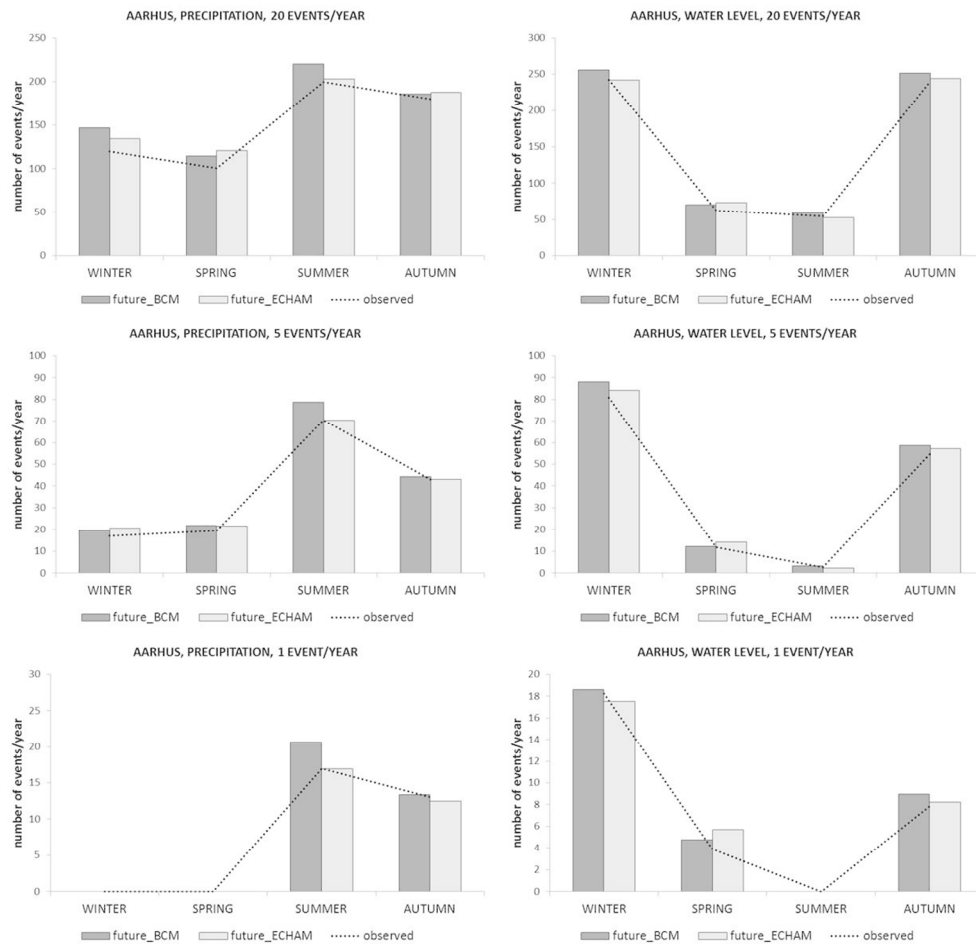 AARHUS, PRECIPITATION, 20 EVENTS/YEAR
number of events/year
250
200
150
100
50
0
WINTER SPRING SUMMER AUTUMN
future_BCM future_ECHAM observed
AARHUS, WATER LEVEL, 20 EVENTS/YEAR
number of events/year
300
250
200
150
100
50
0
WINTER SPRING SUMMER AUTUMN
future_BCM future_ECHAM observed
AARHUS, PRECIPITATION, 5 EVENTS/YEAR
number of events/year
100
90
80
70
60
50
40
30
20
10
0
WINTER SPRING SUMMER AUTUMN
future_BCM future_ECHAM observed
AARHUS, WATER LEVEL, 5 EVENTS/YEAR
number of events/year
100
90
80
70
60
50
40
30
20
10
0
WINTER SPRING SUMMER AUTUMN
future_BCM future_ECHAM observed
AARHUS, PRECIPITATION, 1 EVENT/YEAR
number of events/year
30
25
20
15
10
5
0
WINTER SPRING SUMMER AUTUMN
future_BCM future_ECHAM observed
AARHUS, WATER LEVEL, 1 EVENT/YEAR
number of events/year
20
18
16
14
12
10
8
6
4
2
0
WINTER SPRING SUMMER AUTUMN
future_BCM future_ECHAM observed